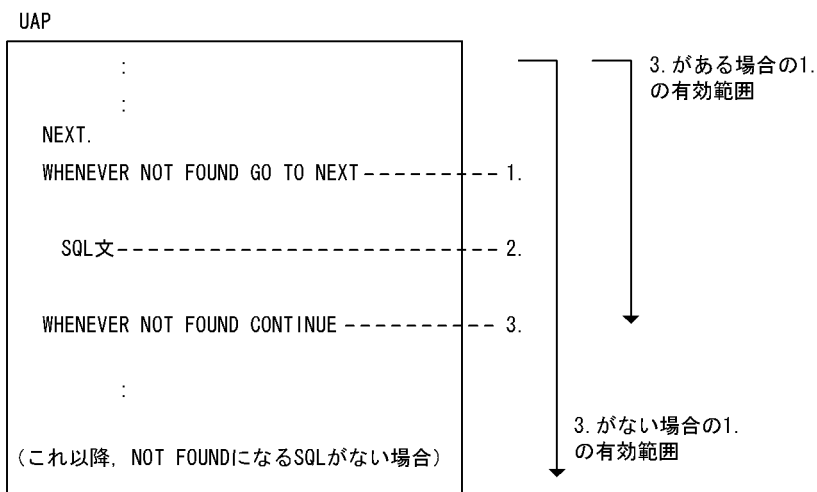 UAP
:
:
NEXT.
WHENEVER NOT FOUND GO TO NEXT 1.
SQL文 2.
WHENEVER NOT FOUND CONTINUE 3.
:
(これ以降, NOT FOUNDになるSQLがない場合)
3.がある場合の1.
の有効範囲
3.がない場合の1.
の有効範囲